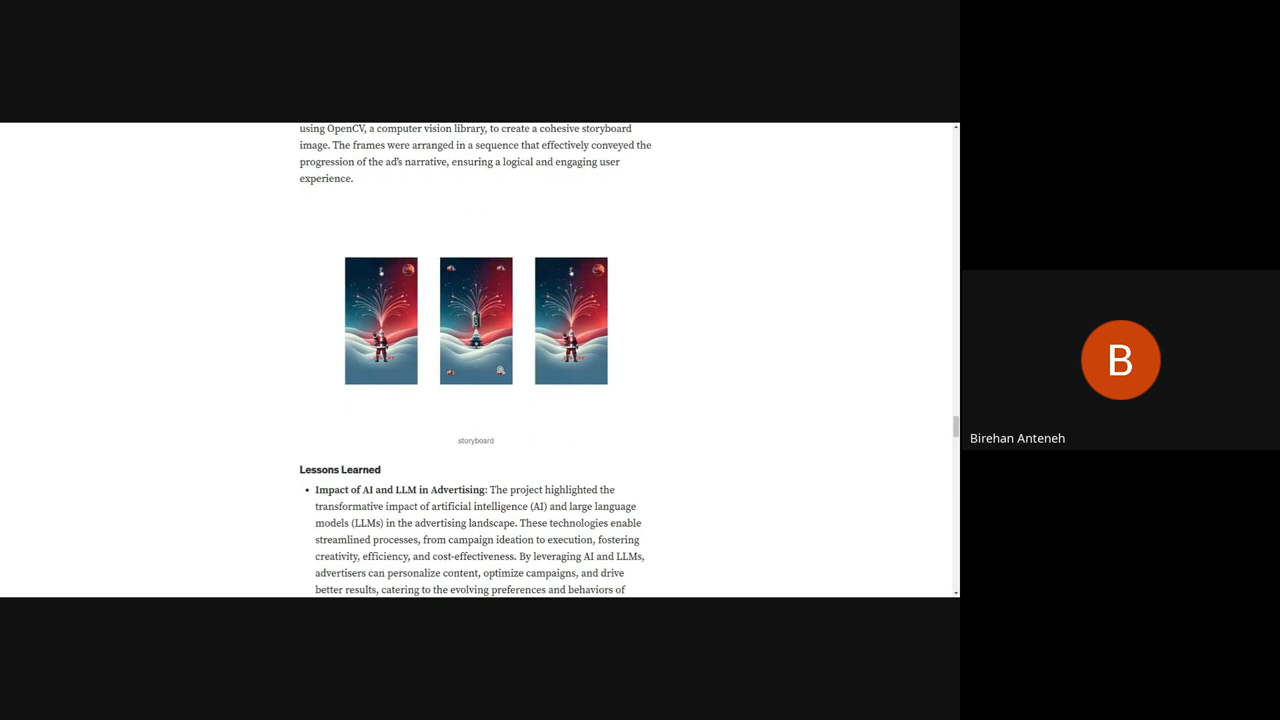 using OpenCV, a computer vision library, to create a cohesive storyboard
image. The frames were arranged in a sequence that effectively conveyed the
progression of the ad's narrative, ensuring a logical and engaging user
experience.
storyboard
Lessons Learned
• Impact of AI and LLM in Advertising: The project highlighted the
transformative impact of artificial intelligence (AI) and large language
models (LLMs) in the advertising landscape. These technologies enable
streamlined processes, from campaign ideation to execution, fostering
creativity, efficiency, and cost-effectiveness. By leveraging AI and LLMs,
advertisers can personalize content, optimize campaigns, and drive
better results, catering to the evolving preferences and behaviors of
B
Birehan Anteneh